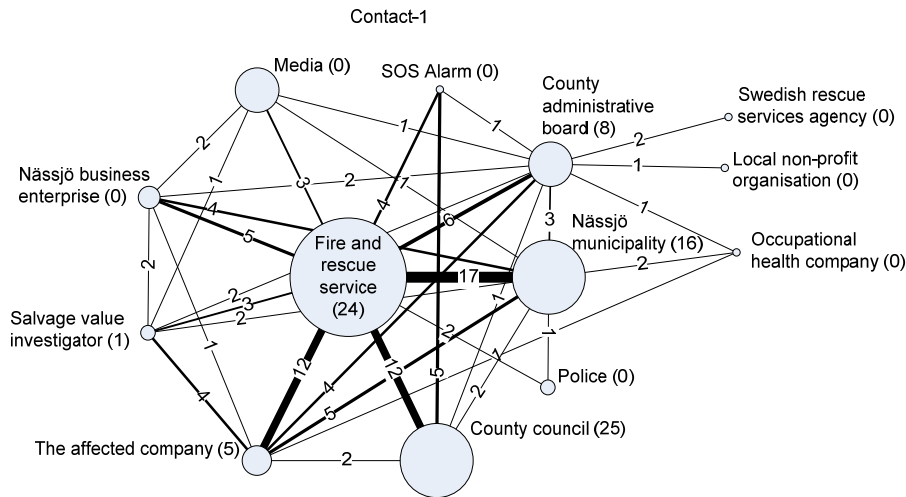 Contact-1
Media (0)
SOS Alarm (0)
County
administrative
board (8)
Swedish rescue
services agency (0)
Local non-profit
organisation (0)
Nässjö business
enterprise (0)
Fire and
rescue
service
(24)
Nässjö
municipality (16)
Occupational
health company (0)
Salvage value
investigator (1)
Police (0)
The affected company (5)
County council (25)
2
1
3
4
1
1
1
2
2
1
1
4
5
6
3
2
2
2
3
2
17
1
2
1
1
4
12
12
5
2
1
4
5
2